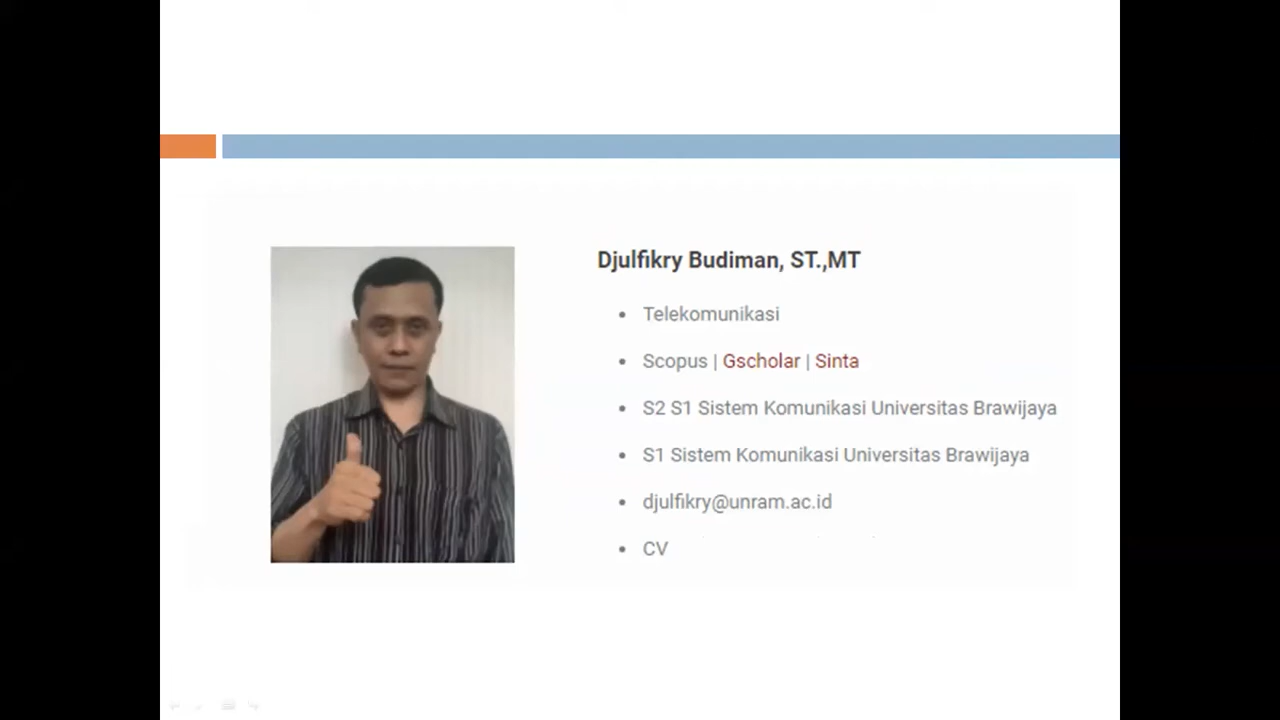 Djulfikry Budiman, ST.,MT
Telekomunikasi
Scopus | Gscholar | Sinta
S2 S1 Sistem Komunikasi Universitas Brawijaya
S1 Sistem Komunikasi Universitas Brawijaya
djulfikry@unram.ac.id
CV